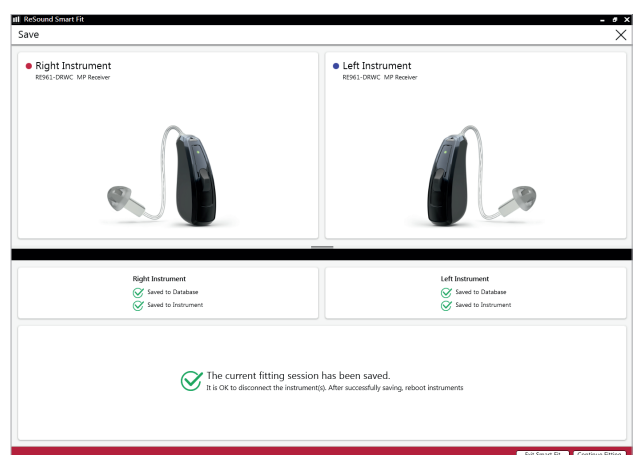 ReSound Smart Fit
Save
Right Instrument
RE961-DRWC MP Receiver
Left Instrument
RE961-DRWC MP Receiver
Right Instrument
Saved to Database
Saved to Instrument
Left Instrument
Saved to Database
Saved to Instrument
The current fitting session has been saved.
It is OK to disconnect the instrument(s). After successfully saving, reboot instruments
Exit Smart Fit
Continue Fitting